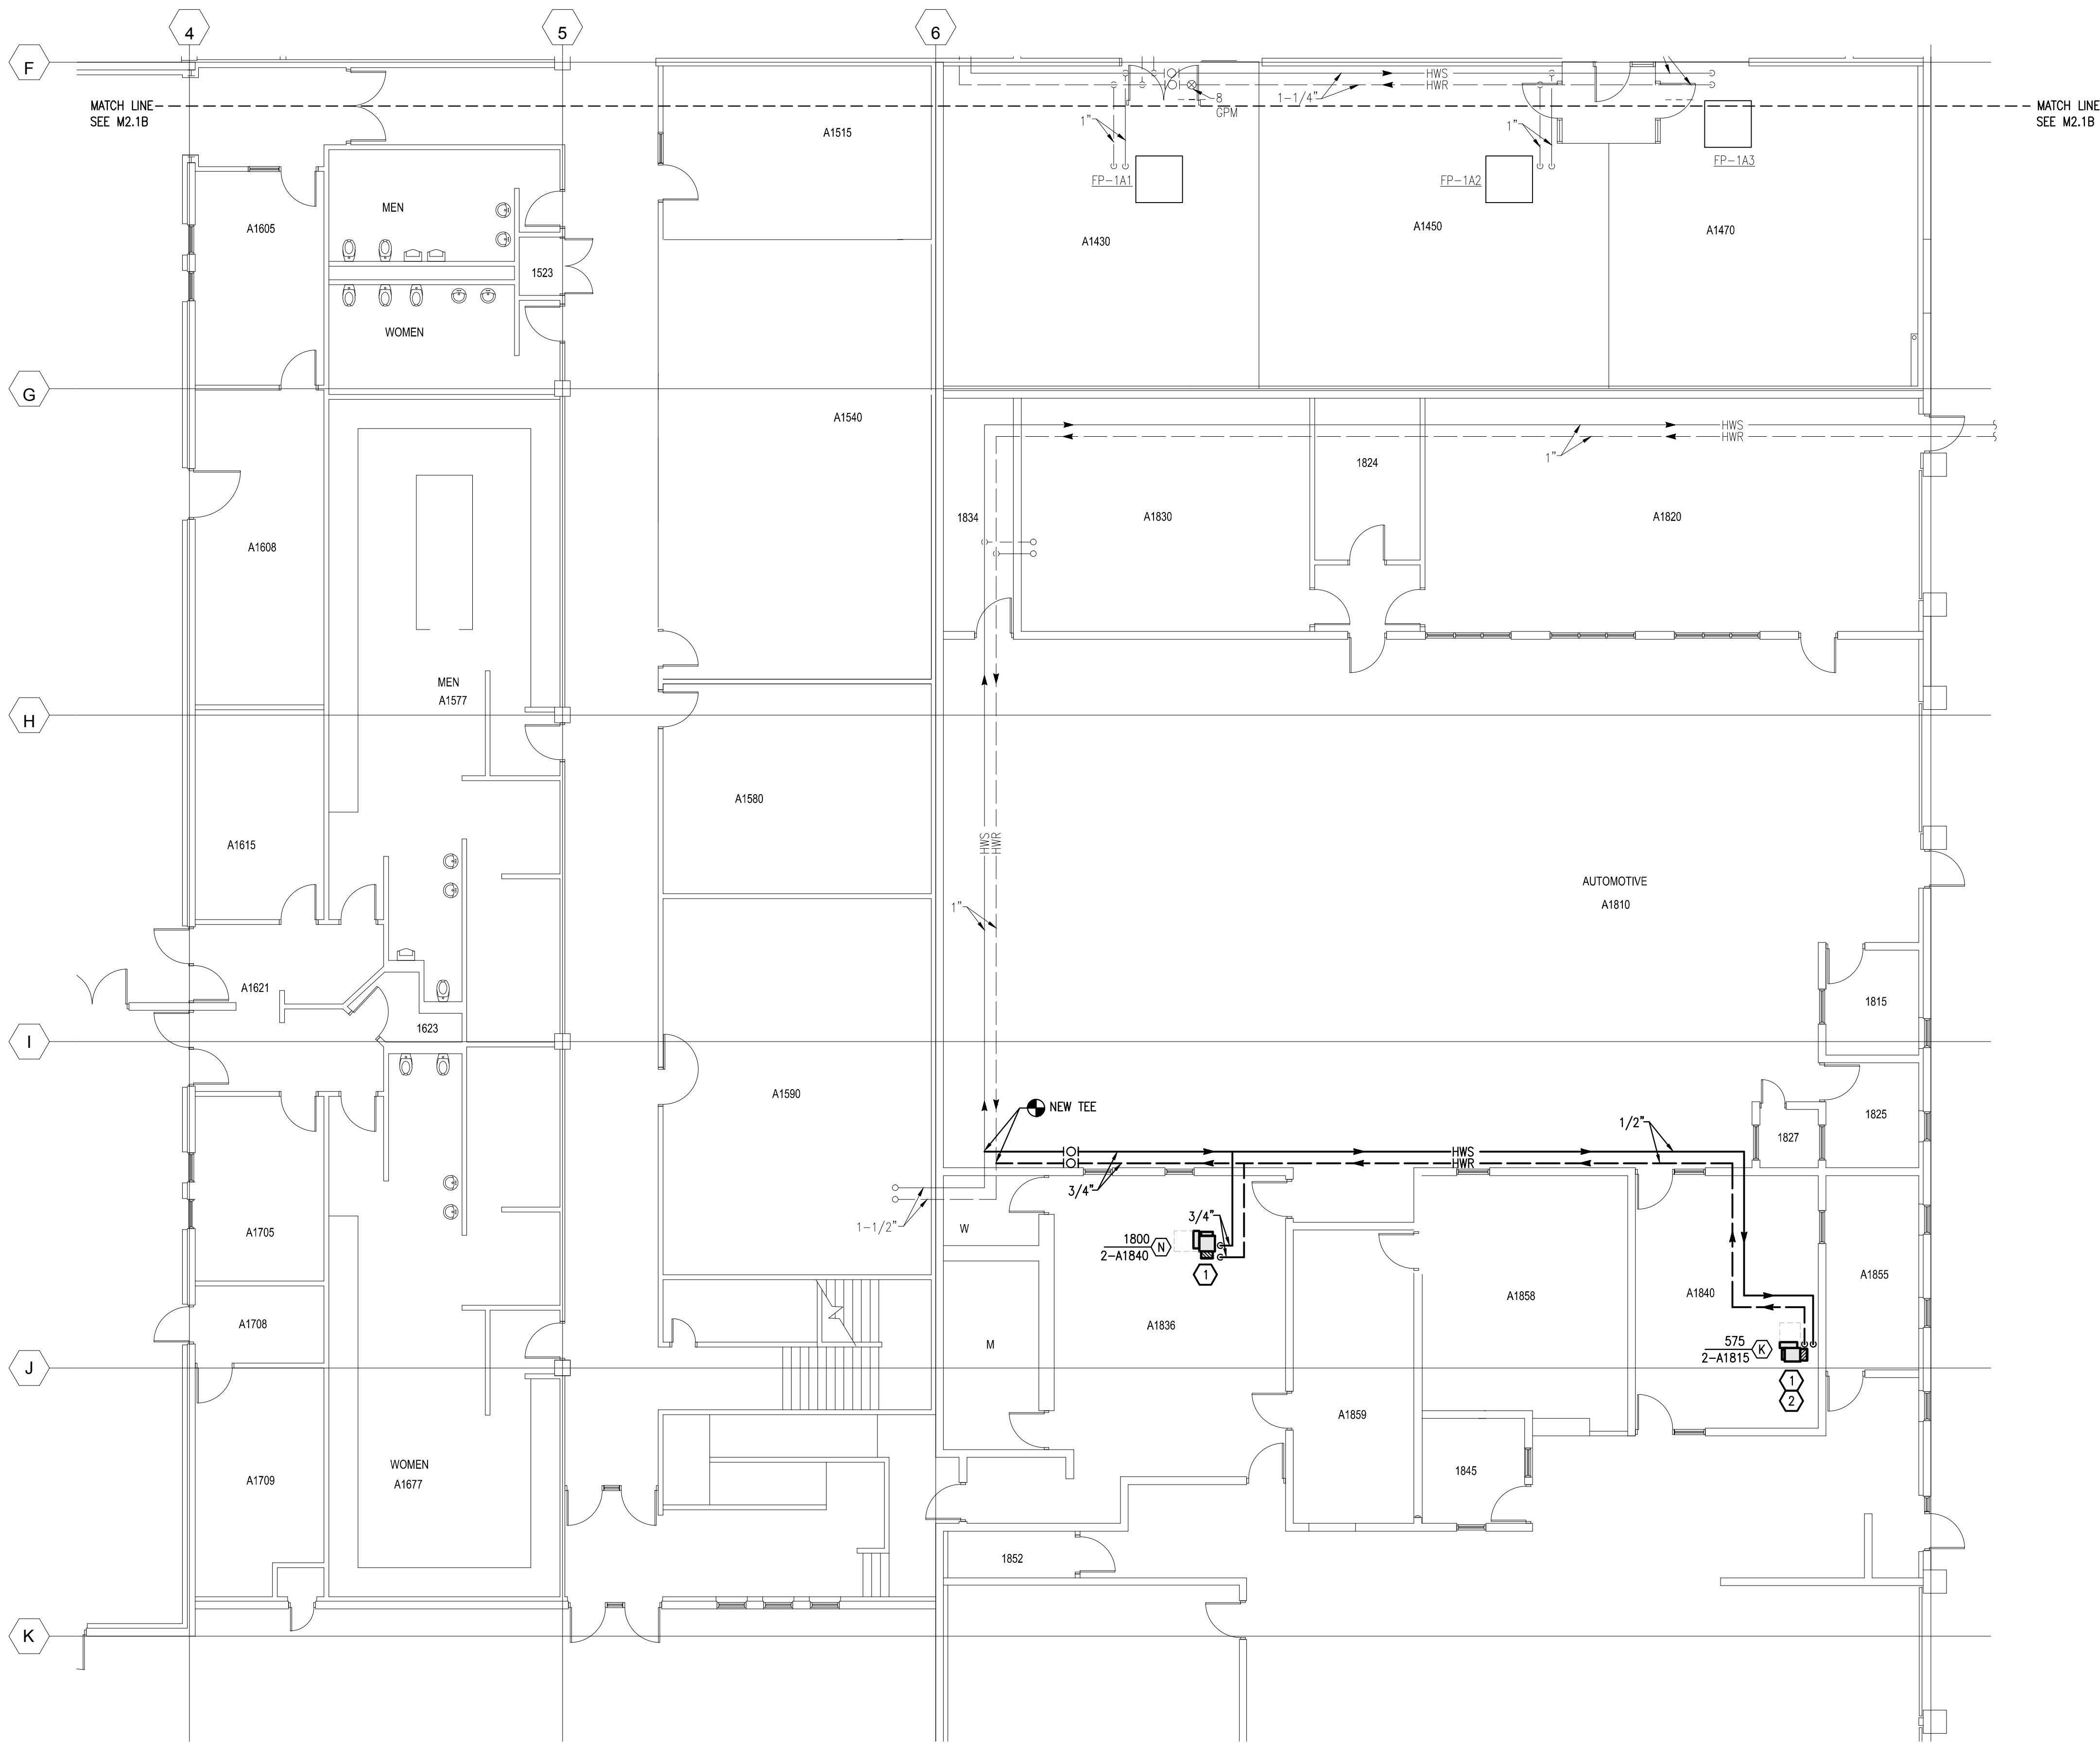 4
5
6
F
MATCH LINE
SEE M2.1B
HWS
HWR
1-1/4"
8
GPM
1"
1"
MATCH LINE
SEE M2.1B
A1515
FP-1A1
FP-1A2
FP-1A3
MEN
A1605
A1430
A1450
A1470
1523
WOMEN
G
A1540
HWS
HWR
1"
1824
1834
A1830
A1820
A1608
MEN
A1577
H
A1580
HWS
HWR
A1615
AUTOMOTIVE
A1810
1"
A1621
1623
1815
I
A1590
NEW TEE
1825
1827
1/2"
HWS
HWR
3/4"
3/4"
1-1/2"
W
A1705
1800
2-A1840
N
1
A1855
A1858
A1840
A1708
A1836
M
575
2-A1815
K
J
1
2
A1859
WOMEN
A1677
A1709
1845
1852
K